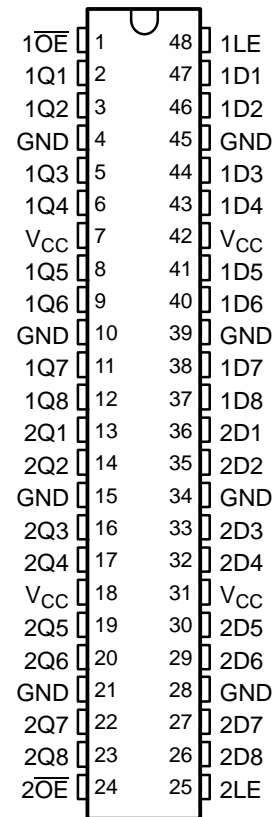 1O̅E̅ 1 48 1LE
1Q1 2 47 1D1
1Q2 3 46 1D2
GND 4 45 GND
1Q3 5 44 1D3
1Q4 6 43 1D4
VCC 7 42 VCC
1Q5 8 41 1D5
1Q6 9 40 1D6
GND 10 39 GND
1Q7 11 38 1D7
1Q8 12 37 1D8
2Q1 13 36 2D1
2Q2 14 35 2D2
GND 15 34 GND
2Q3 16 33 2D3
2Q4 17 32 2D4
VCC 18 31 VCC
2Q5 19 30 2D5
2Q6 20 29 2D6
GND 21 28 GND
2Q7 22 27 2D7
2Q8 23 26 2D8
2O̅E̅ 24 25 2LE